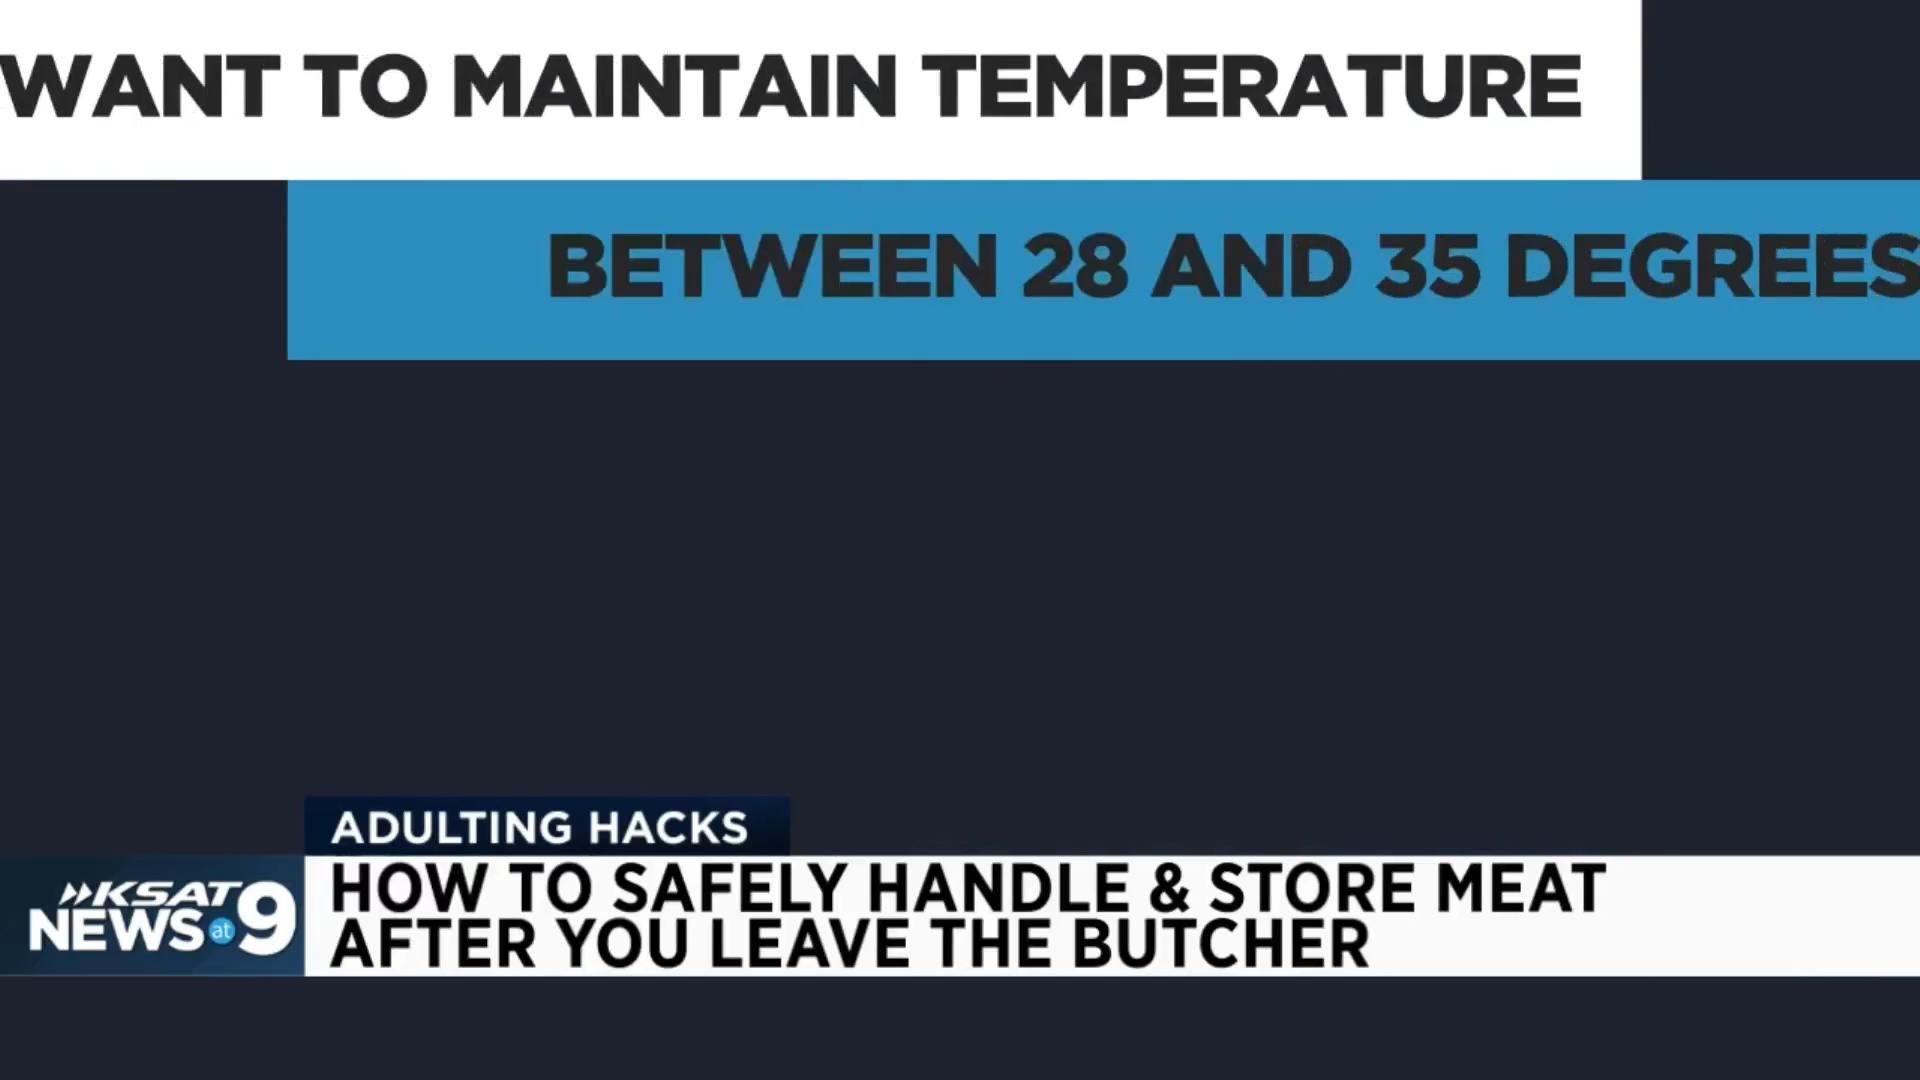 WANT TO MAINTAIN TEMPERATURE
BETWEEN 28 AND 35 DEGREES
ADULTING HACKS
KSAT
NEWS at 9
HOW TO SAFELY HANDLE & STORE MEAT
AFTER YOU LEAVE THE BUTCHER